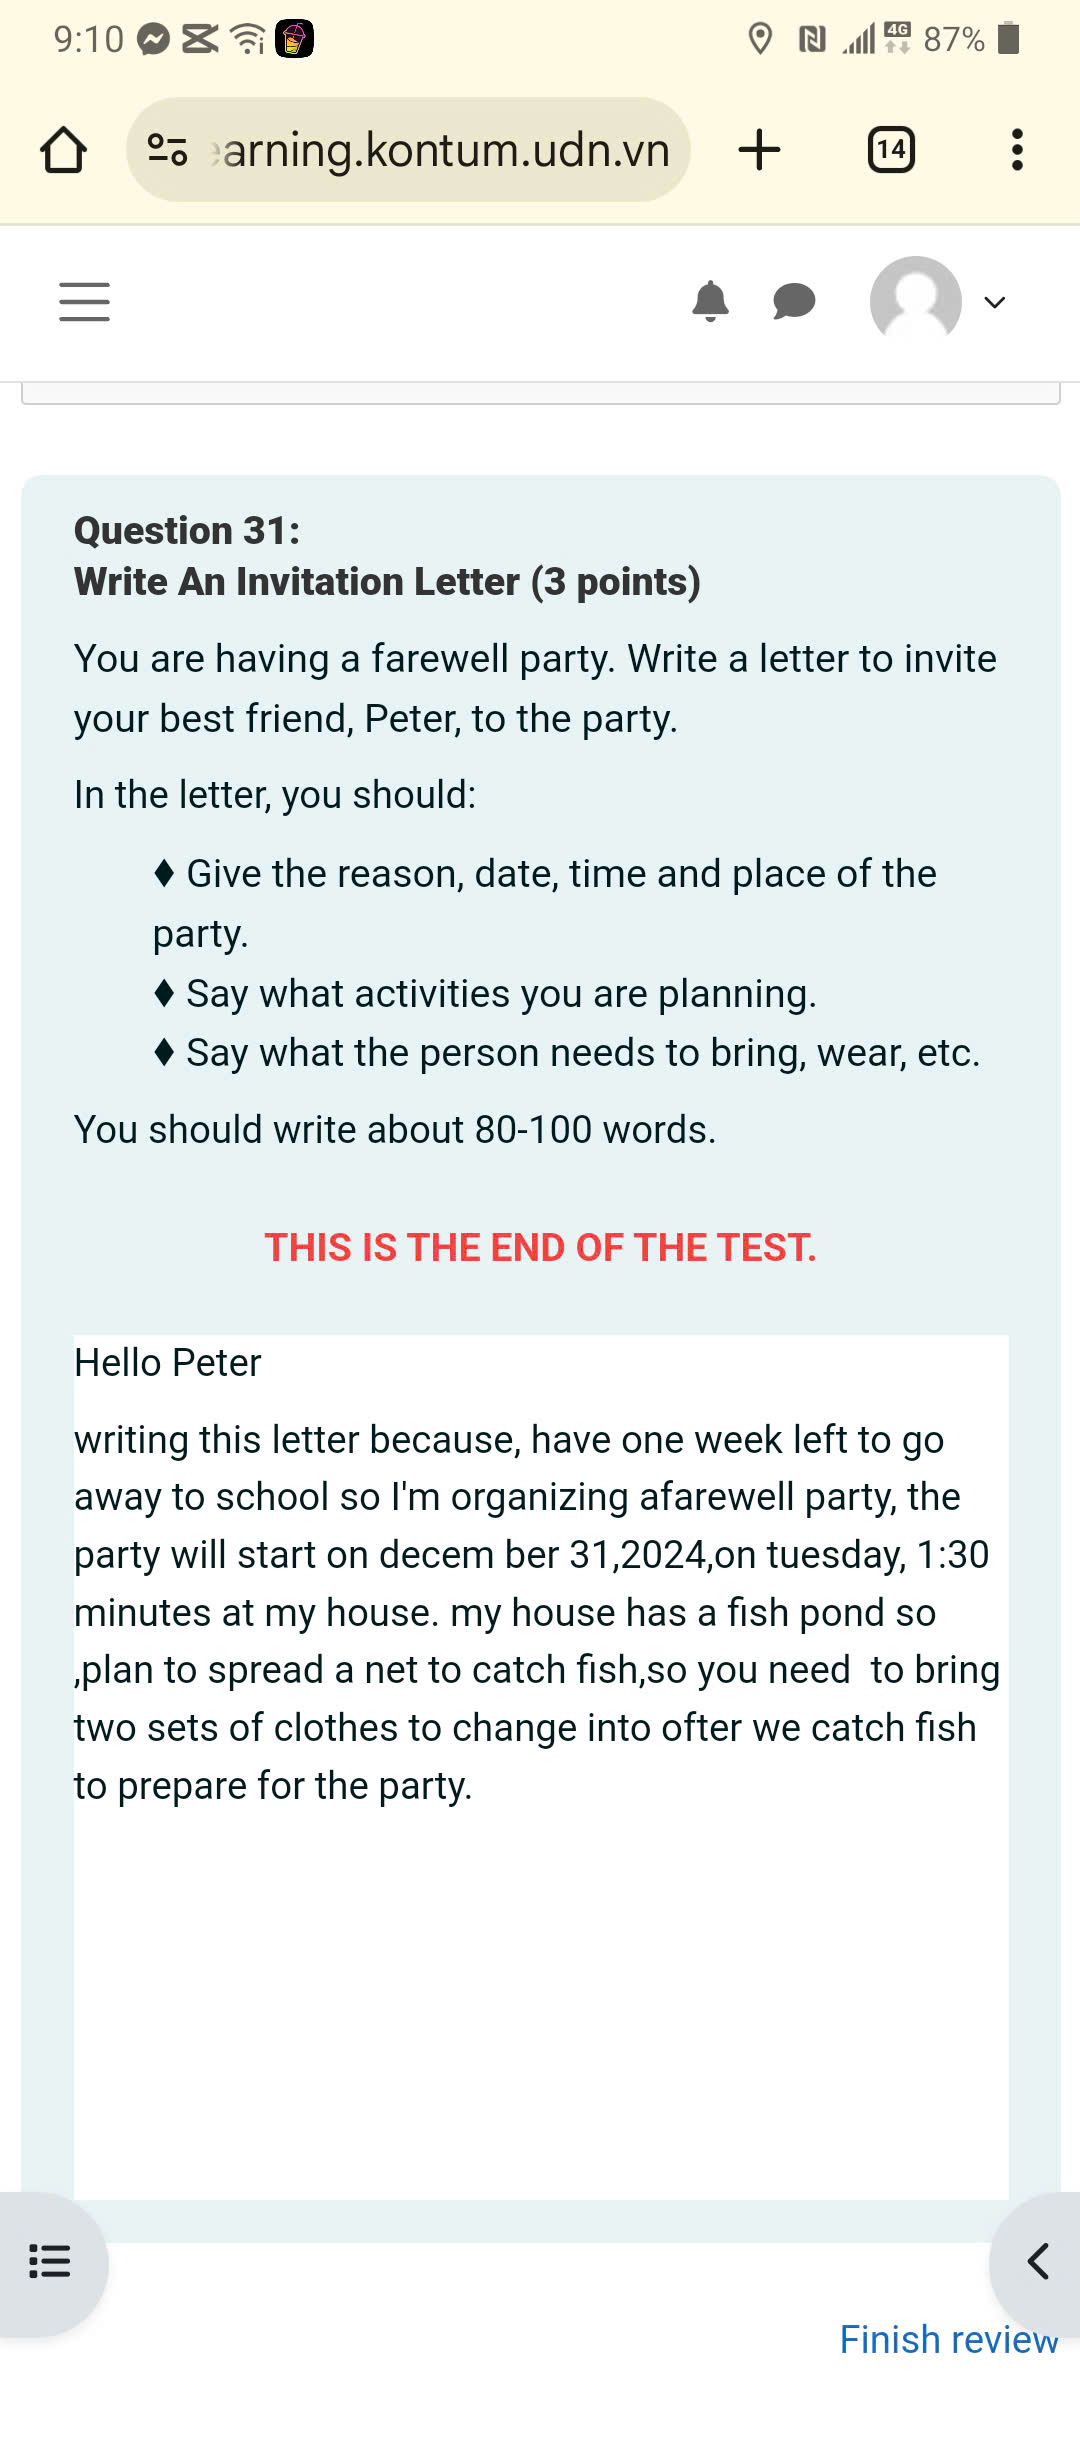 9:10 4G 87%
arning.kontum.udn.vn 14
Question 31:
Write An Invitation Letter (3 points)
You are having a farewell party. Write a letter to invite
your best friend, Peter, to the party.
In the letter, you should:
♦ Give the reason, date, time and place of the
party.
♦ Say what activities you are planning.
♦ Say what the person needs to bring, wear, etc.
You should write about 80-100 words.
THIS IS THE END OF THE TEST.
Hello Peter
writing this letter because, have one week left to go
away to school so I'm organizing afarewell party, the
party will start on decem ber 31,2024,on tuesday, 1:30
minutes at my house. my house has a fish pond so
,plan to spread a net to catch fish,so you need  to bring
two sets of clothes to change into ofter we catch fish
to prepare for the party.
Finish review